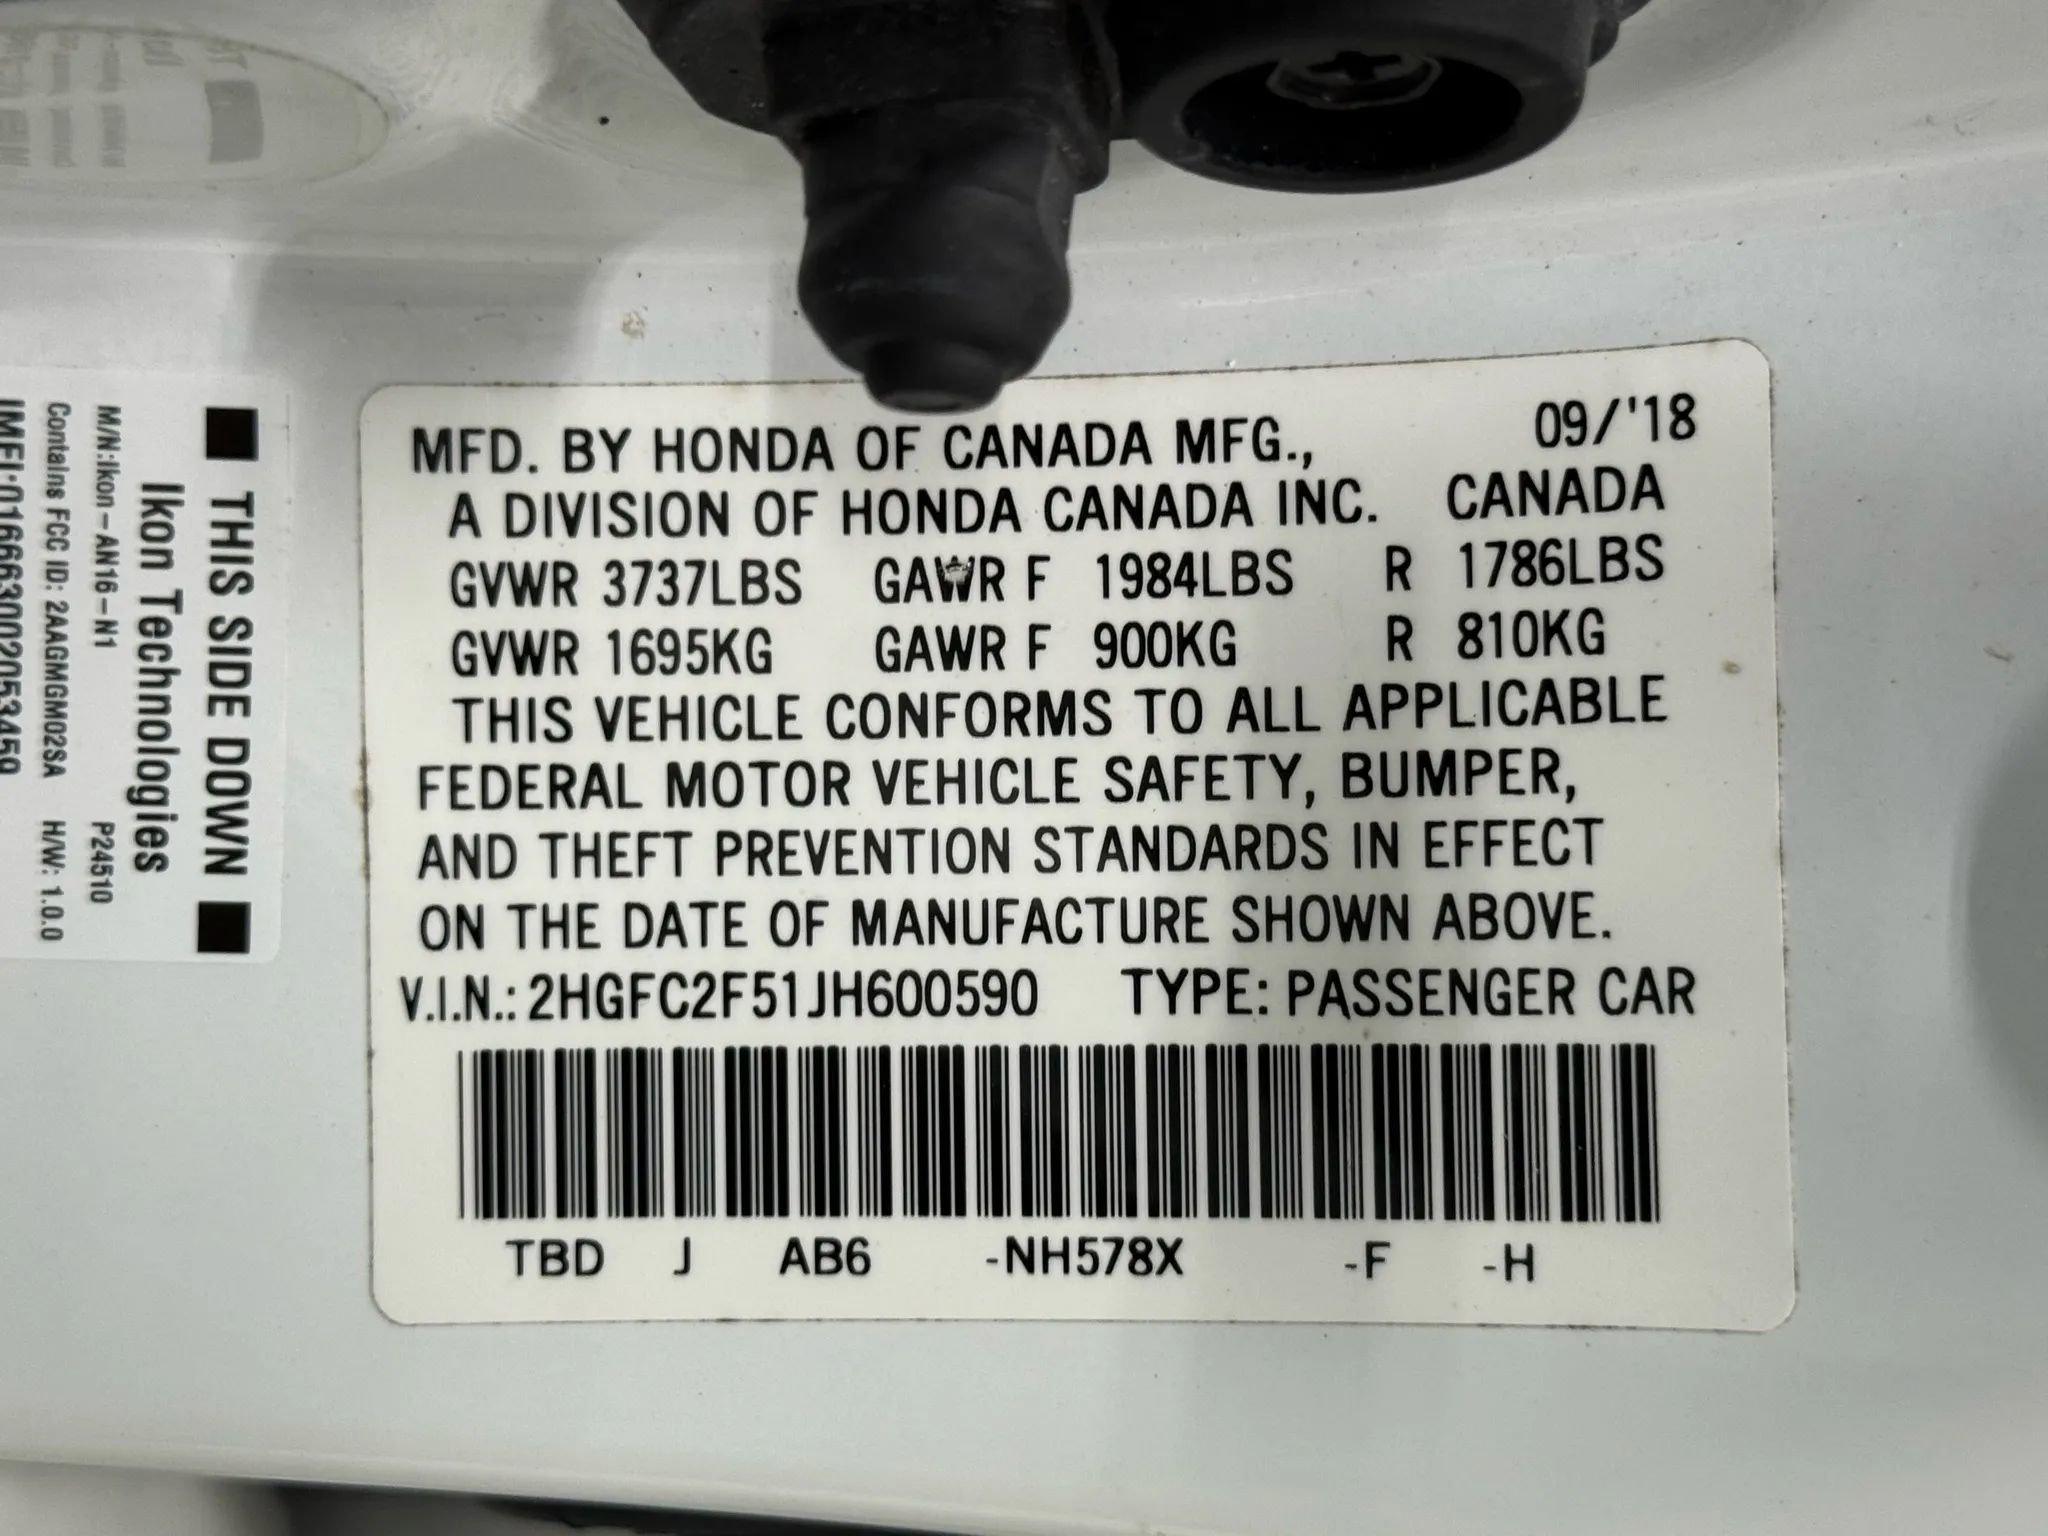 MFD. BY HONDA OF CANADA MFG., 09/'18
A DIVISION OF HONDA CANADA INC. CANADA
GVWR 3737LBS GAWR F 1984LBS R 1786LBS
GVWR 1695KG GAWR F 900KG R 810KG
THIS VEHICLE CONFORMS TO ALL APPLICABLE
FEDERAL MOTOR VEHICLE SAFETY, BUMPER,
AND THEFT PREVENTION STANDARDS IN EFFECT
ON THE DATE OF MANUFACTURE SHOWN ABOVE.
V.I.N.: 2HGFC2F51JH600590 TYPE: PASSENGER CAR
TBD J AB6 -NH578X -F -H
THIS SIDE DOWN
Ikon Technologies
M/N:Ikon-AN16-N1 P24510
Contains FCC ID: 2AAGMGM02SA H/W: 1.0.0